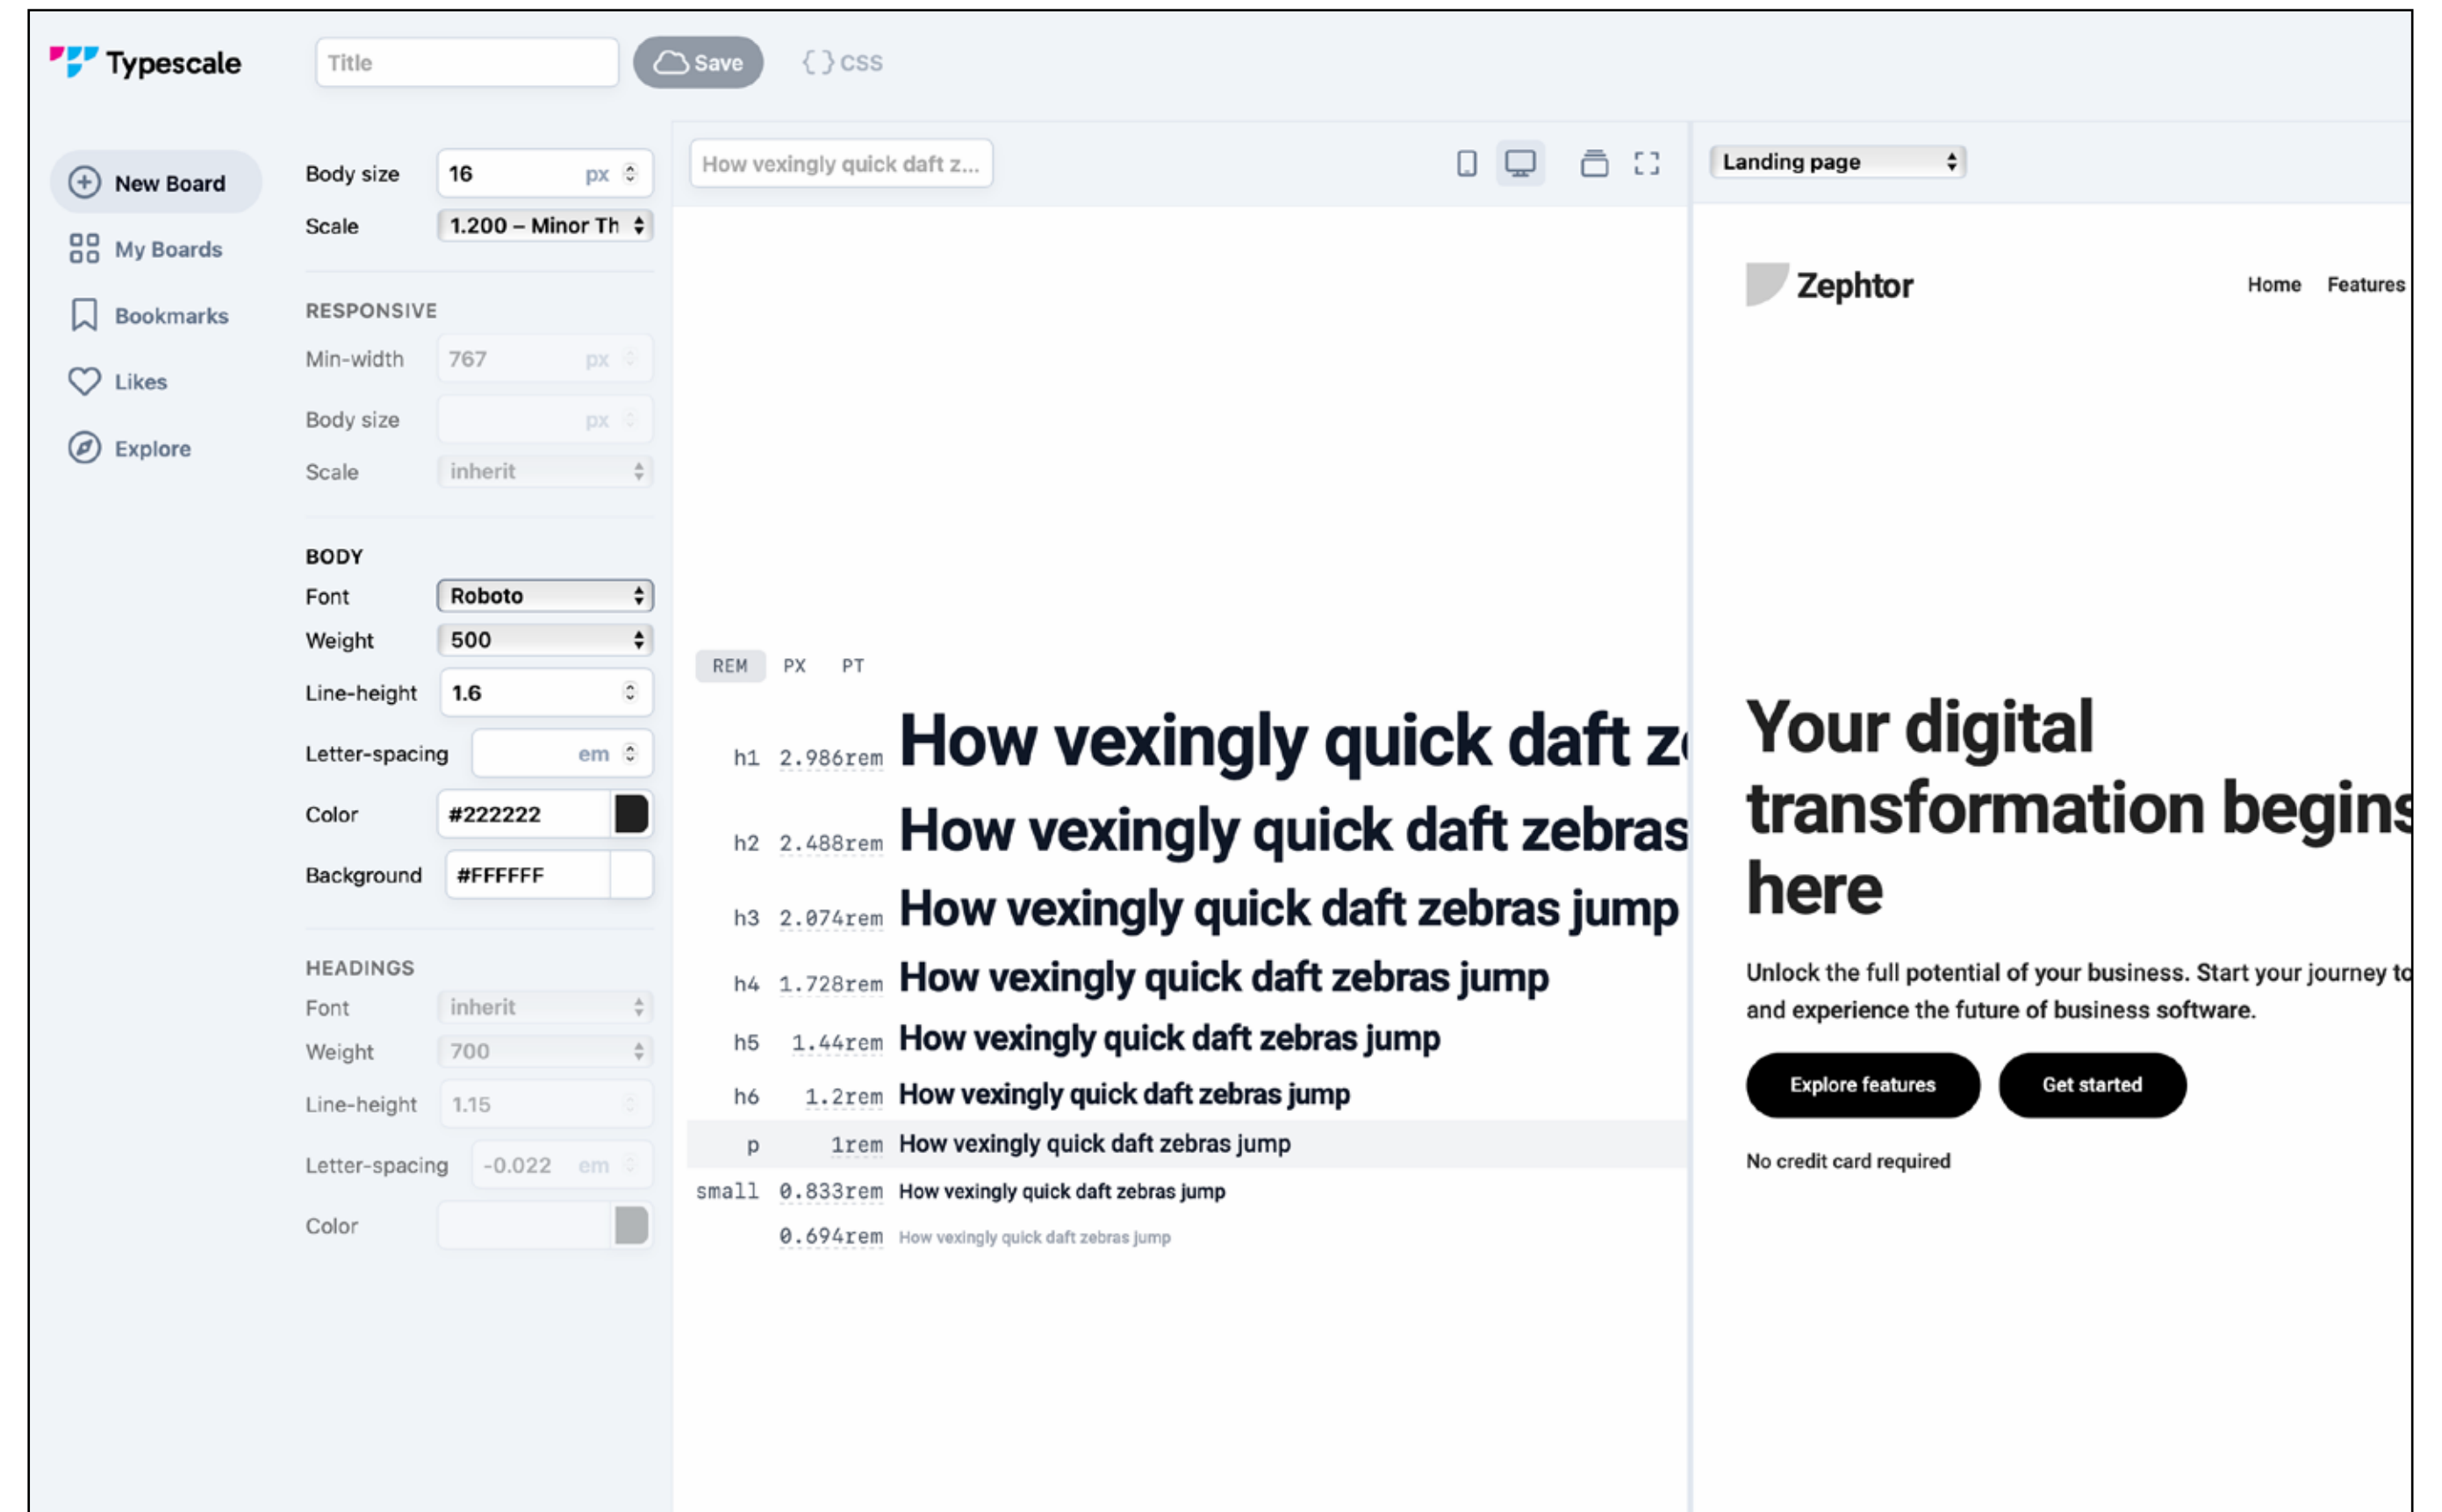 Typescale
Title
Save
{ } CSS
New Board
My Boards
Bookmarks
Likes
Explore
Body size 16 px
Scale 1.200 – Minor Th
RESPONSIVE
Min-width 767 px
Body size px
Scale inherit
BODY
Font Roboto
Weight 500
Line-height 1.6
Letter-spacing em
Color #222222
Background #FFFFFF
HEADINGS
Font inherit
Weight 700
Line-height 1.15
Letter-spacing -0.022 em
Color
How vexingly quick daft z...
REM PX PT
h1 2.986rem How vexingly quick daft ze
h2 2.488rem How vexingly quick daft zebras
h3 2.074rem How vexingly quick daft zebras jump
h4 1.728rem How vexingly quick daft zebras jump
h5 1.44rem How vexingly quick daft zebras jump
h6 1.2rem How vexingly quick daft zebras jump
p 1rem How vexingly quick daft zebras jump
small 0.833rem How vexingly quick daft zebras jump
0.694rem How vexingly quick daft zebras jump
Landing page
Zephtor
Home Features
Your digital
transformation begins
here
Unlock the full potential of your business. Start your journey to
and experience the future of business software.
Explore features
Get started
No credit card required